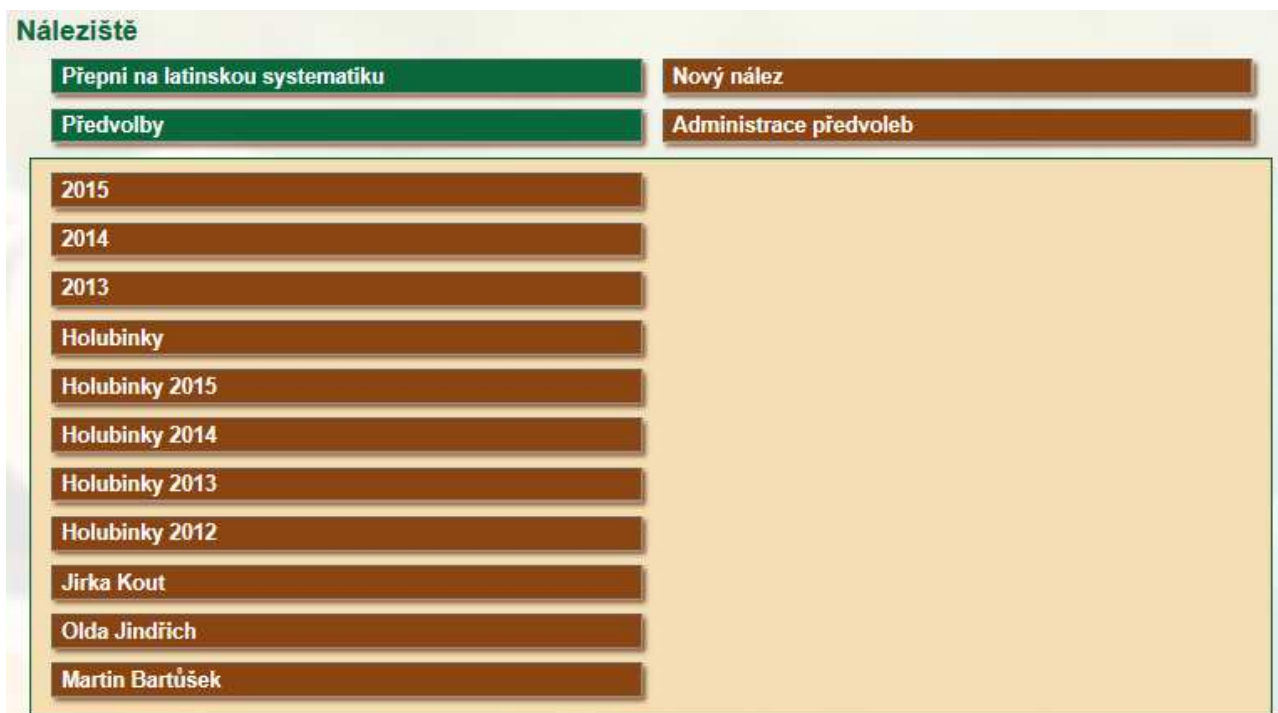 Náleziště
Přepni na latinskou systematiku
Nový nález
Předvolby
Administrace předvoleb
2015
2014
2013
Holubinky
Holubinky 2015
Holubinky 2014
Holubinky 2013
Holubinky 2012
Jirka Kout
Olda Jindřich
Martin Bartůšek